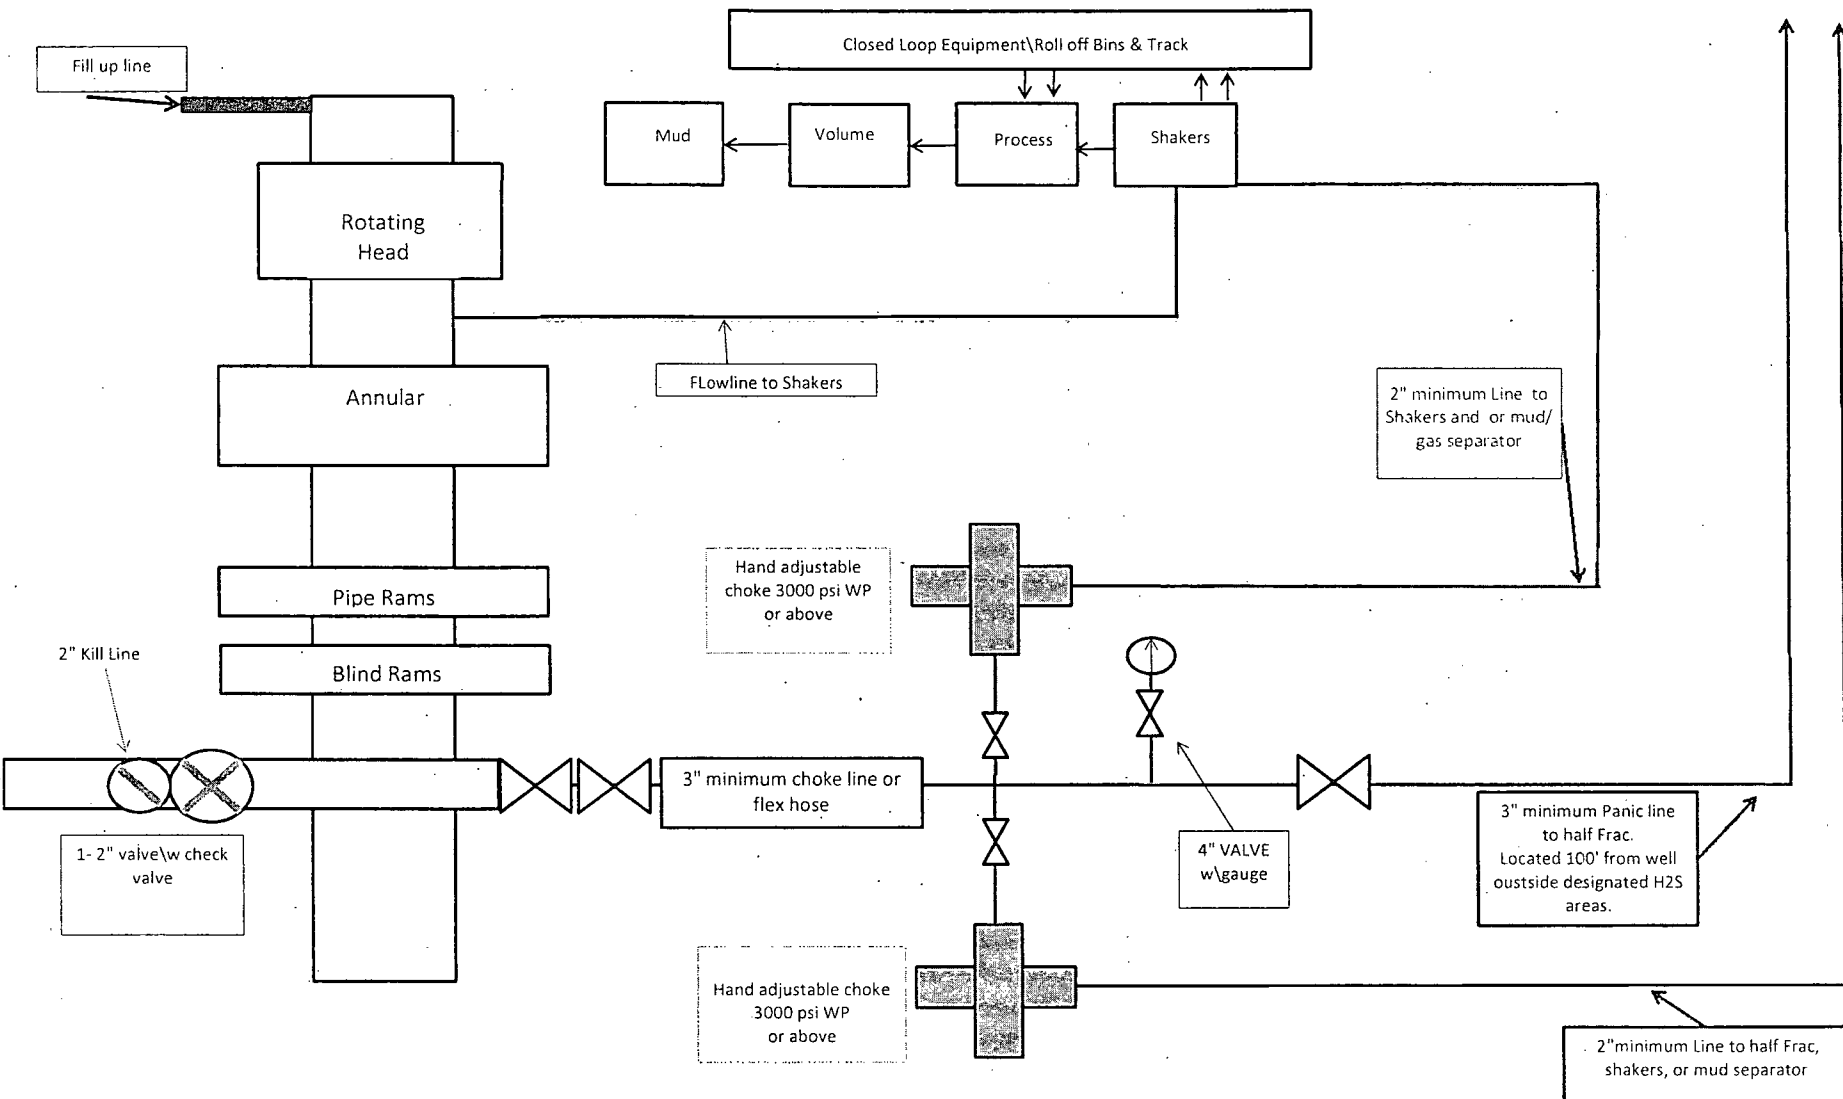 Closed Loop Equipment\Roll off Bins & Track
Fill up line
Mud
Volume
Process
Shakers
Rotating
Head
FLowline to Shakers
Annular
2" minimum Line to
Shakers and or mud/
gas separator
Hand adjustable
choke 3000 psi WP
or above
Pipe Rams
Blind Rams
2" Kill Line
3" minimum choke line or
flex hose
1- 2" valve\w check
valve
4" VALVE
w\gauge
3" minimum Panic line
to half Frac.
Located 100' from well
oustside designated H2S
areas.
Hand adjustable choke
3000 psi WP
or above
2"minimum Line to half Frac,
shakers, or mud separator